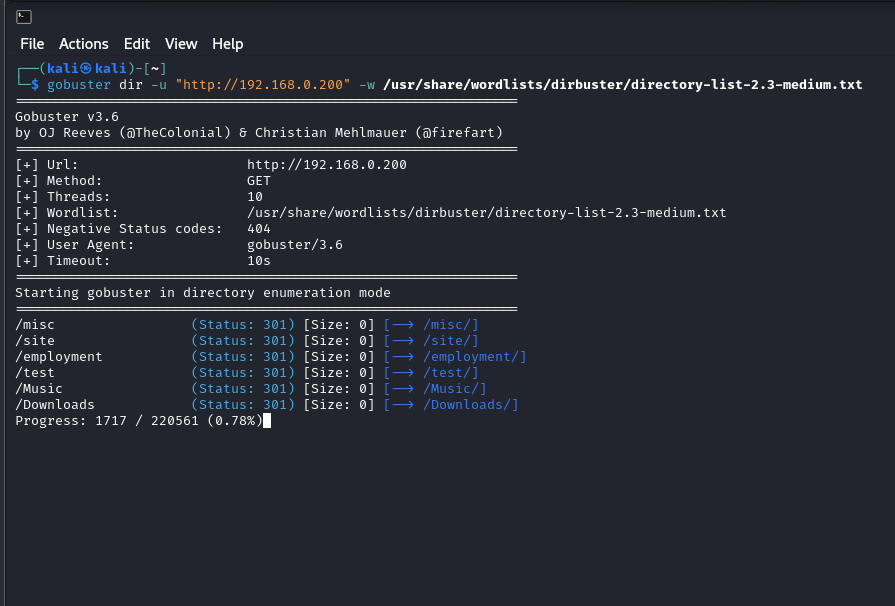 File Actions Edit View Help
┌──(kali㉿kali)-[~]
└─$ gobuster dir -u "http://192.168.0.200" -w /usr/share/wordlists/dirbuster/directory-list-2.3-medium.txt
===============================================================
Gobuster v3.6
by OJ Reeves (@TheColonial) & Christian Mehlmauer (@firefart)
===============================================================
[+] Url:                     http://192.168.0.200
[+] Method:                  GET
[+] Threads:                 10
[+] Wordlist:                /usr/share/wordlists/dirbuster/directory-list-2.3-medium.txt
[+] Negative Status codes:   404
[+] User Agent:              gobuster/3.6
[+] Timeout:                 10s
===============================================================
Starting gobuster in directory enumeration mode
===============================================================
/misc                 (Status: 301) [Size: 0] [--> /misc/]
/site                 (Status: 301) [Size: 0] [--> /site/]
/employment           (Status: 301) [Size: 0] [--> /employment/]
/test                 (Status: 301) [Size: 0] [--> /test/]
/Music                (Status: 301) [Size: 0] [--> /Music/]
/Downloads            (Status: 301) [Size: 0] [--> /Downloads/]
Progress: 1717 / 220561 (0.78%)